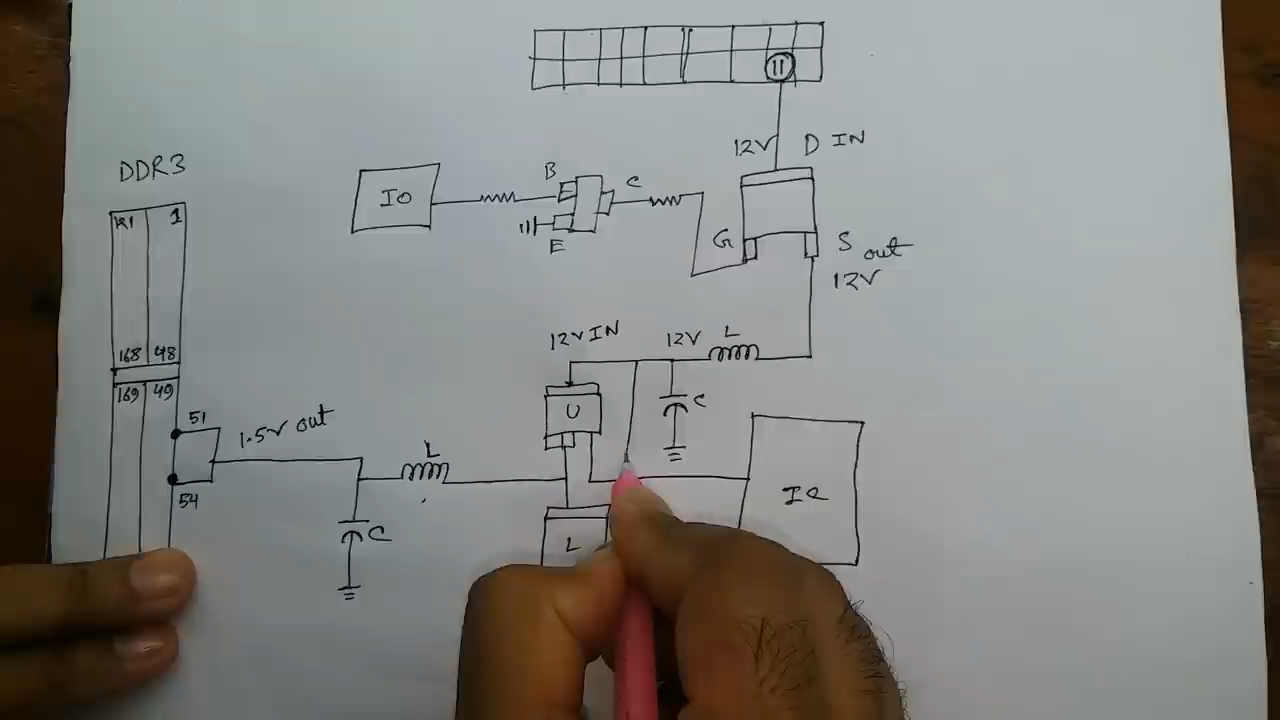 11
12V D IN
DDR3
IO
B
C
E
G
S out
12V
121 1
168 48
169 49
51
54
1.5V out
L
C
12V IN
12V
L
C
U
L
IC